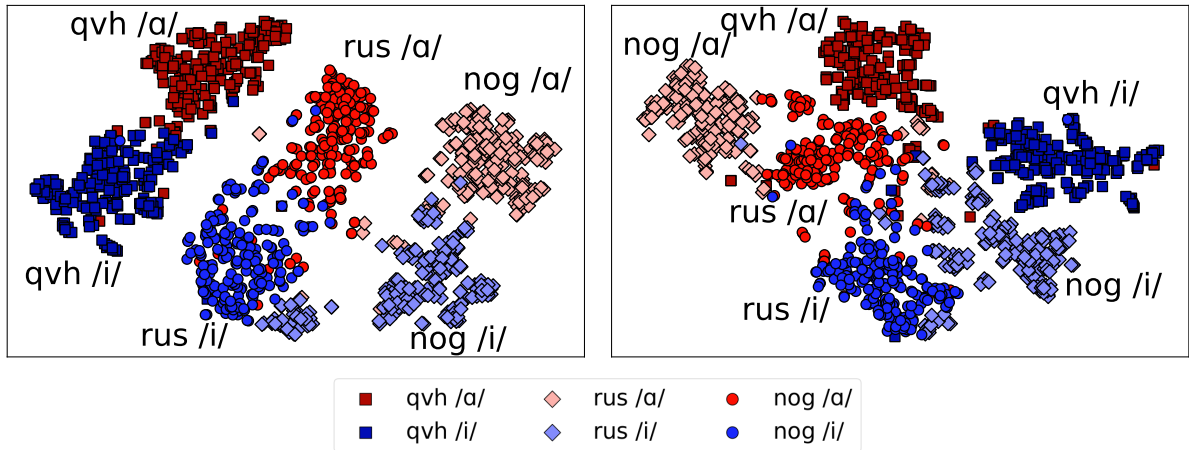 qvh /ɑ/
rus /ɑ/
nog /ɑ/
qvh /i/
rus /i/
nog /i/
qvh /ɑ/
nog /ɑ/
qvh /i/
rus /ɑ/
nog /i/
rus /i/
qvh /ɑ/ rus /ɑ/ nog /ɑ/
qvh /i/ rus /i/ nog /i/